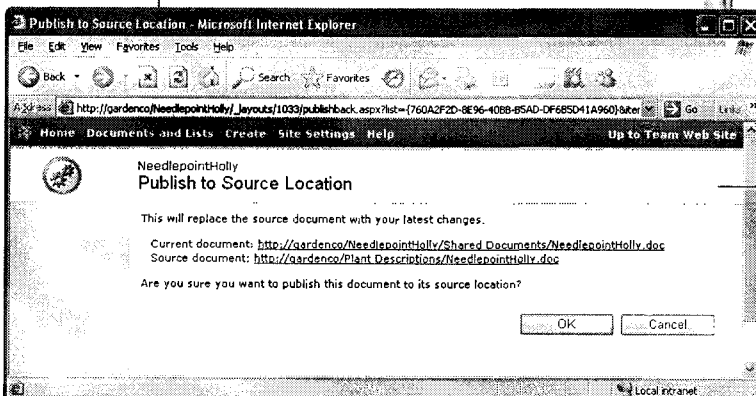 Publish to Source Location - Microsoft Internet Explorer
File Edit View Favorites Tools Help
Back Search Favorites
Address http://gardenco/NeedlepointHolly/_layouts/1033/publishback.aspx?list={760A2F2D-8E96-40BB-B5AD-DF6B5D41A960}&iter Go Links »
Home Documents and Lists Create Site Settings Help Up to Team Web Site
NeedlepointHolly
Publish to Source Location
This will replace the source document with your latest changes.
Current document: http://gardenco/NeedlepointHolly/Shared Documents/NeedlepointHolly.doc
Source document: http://gardenco/Plant Descriptions/NeedlepointHolly.doc
Are you sure you want to publish this document to its source location?
OK Cancel
Local intranet